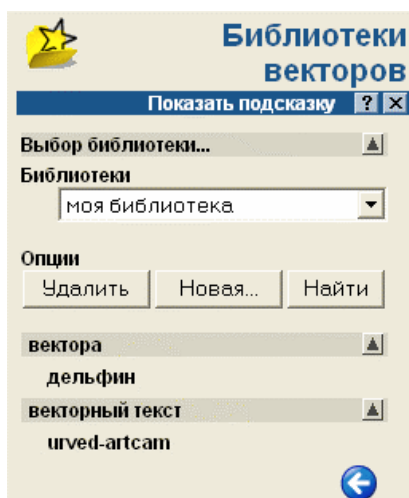 Библиотеки
векторов
Показать подсказку ? ×
Выбор библиотеки...
Библиотеки
моя библиотека
Опции
Удалить Новая... Найти
вектора
дельфин
векторный текст
urved-artcam